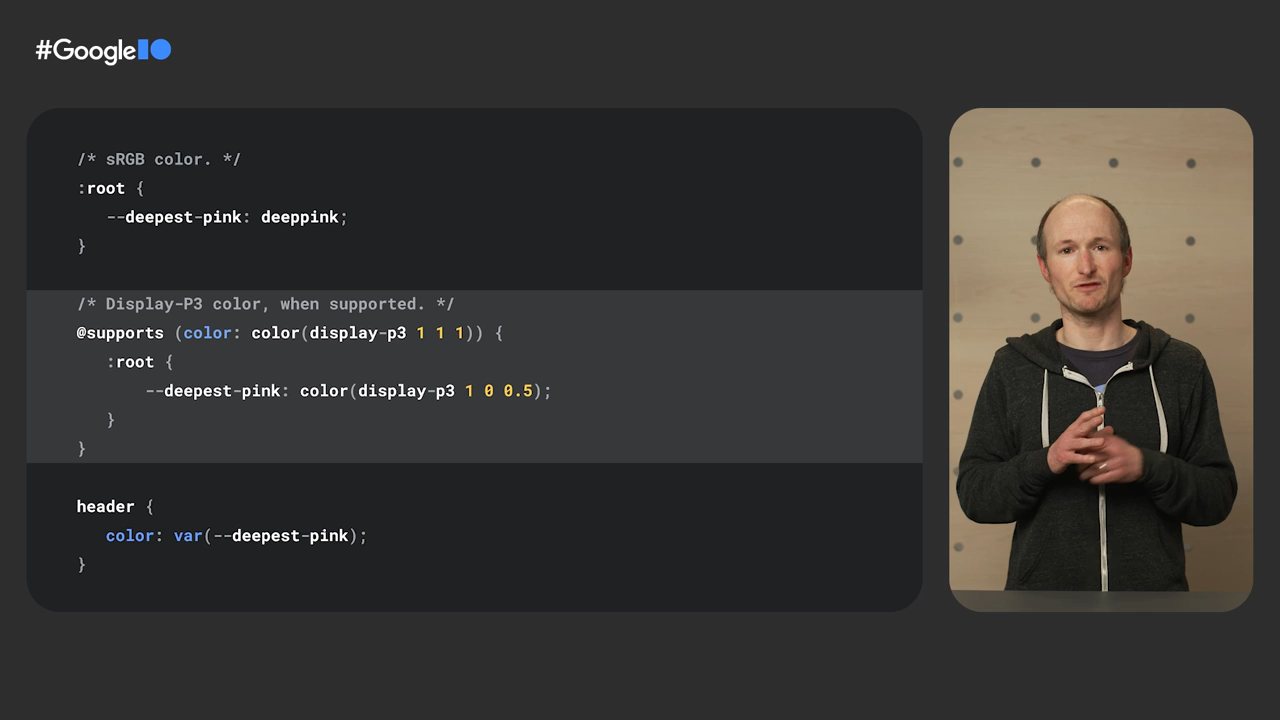 #GoogleIO
/* sRGB color. */
:root {
--deepest-pink: deeppink;
}
/* Display-P3 color, when supported. */
@supports (color: color(display-p3 1 1 1)) {
:root {
--deepest-pink: color(display-p3 1 0 0.5);
}
}
header {
color: var(--deepest-pink);
}